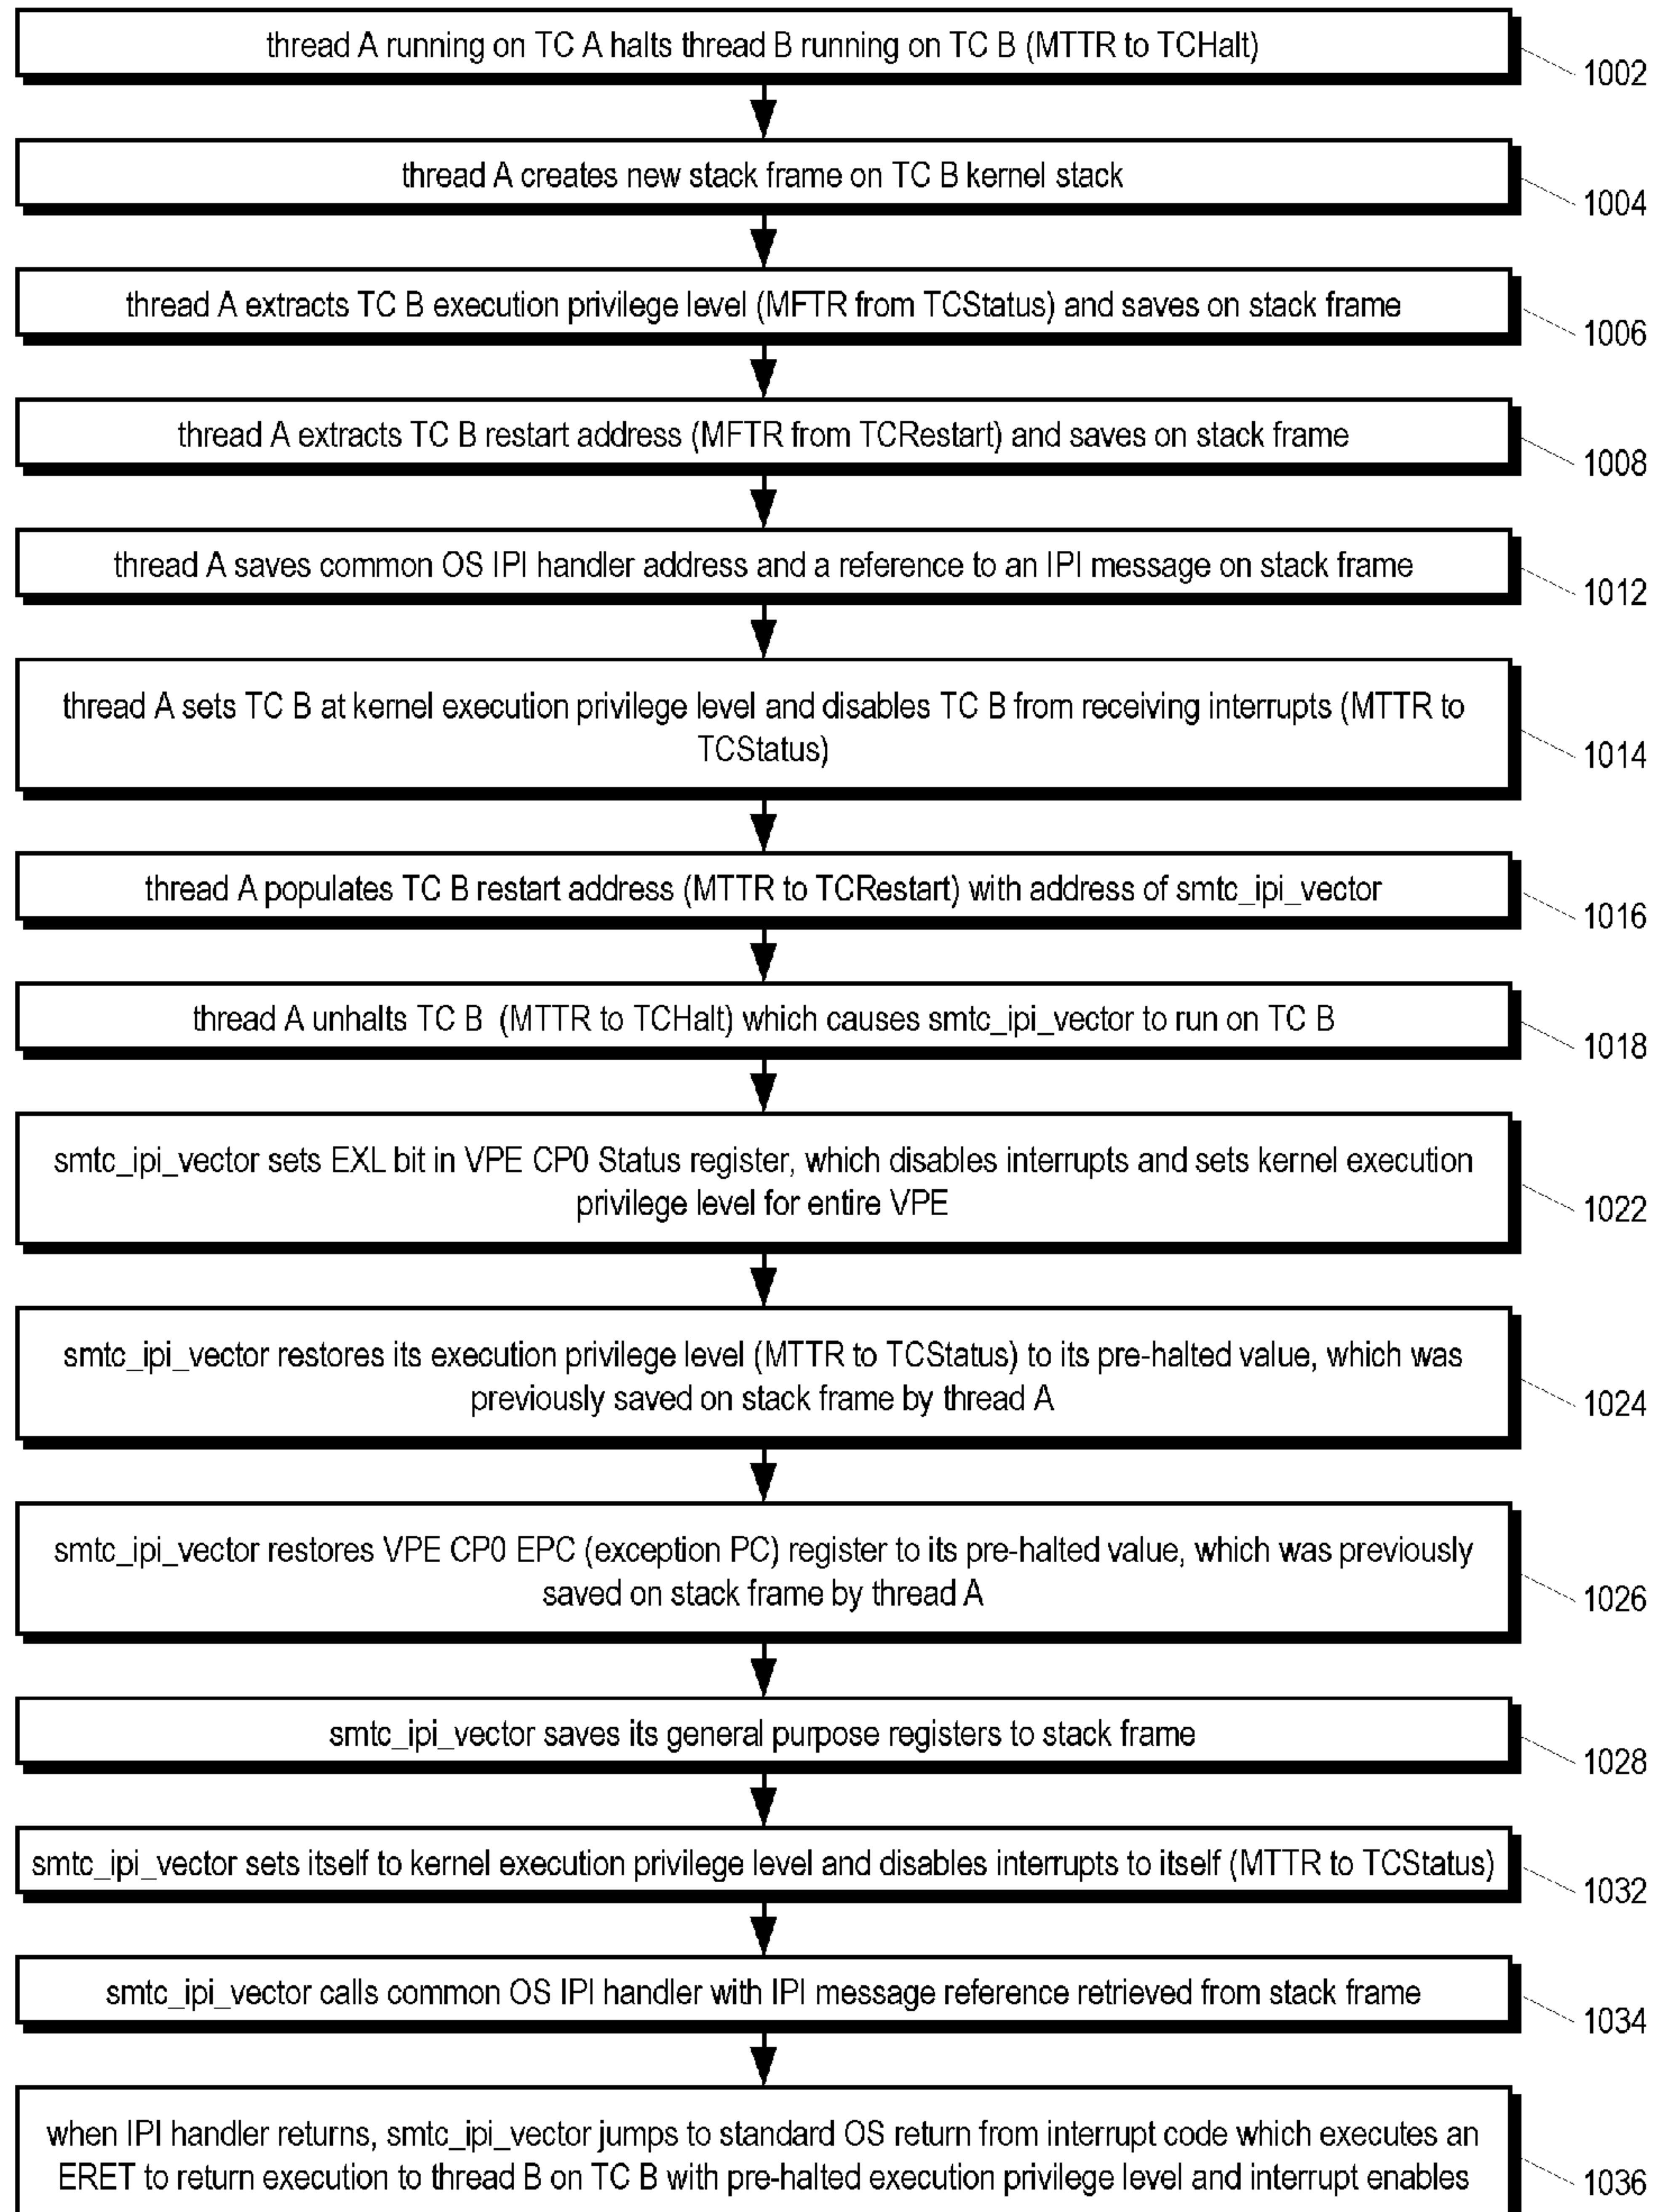 thread A running on TC A halts thread B running on TC B (MTTR to TCHalt)
1002
thread A creates new stack frame on TC B kernel stack
1004
thread A extracts TC B execution privilege level (MFTR from TCStatus) and saves on stack frame
1006
thread A extracts TC B restart address (MFTR from TCRestart) and saves on stack frame
1008
thread A saves common OS IPI handler address and a reference to an IPI message on stack frame
1012
thread A sets TC B at kernel execution privilege level and disables TC B from receiving interrupts (MTTR to
TCStatus)
1014
thread A populates TC B restart address (MTTR to TCRestart) with address of smtc_ipi_vector
1016
thread A unhalts TC B (MTTR to TCHalt) which causes smtc_ipi_vector to run on TC B
1018
smtc_ipi_vector sets EXL bit in VPE CP0 Status register, which disables interrupts and sets kernel execution
privilege level for entire VPE
1022
smtc_ipi_vector restores its execution privilege level (MTTR to TCStatus) to its pre-halted value, which was
previously saved on stack frame by thread A
1024
smtc_ipi_vector restores VPE CP0 EPC (exception PC) register to its pre-halted value, which was previously
saved on stack frame by thread A
1026
smtc_ipi_vector saves its general purpose registers to stack frame
1028
smtc_ipi_vector sets itself to kernel execution privilege level and disables interrupts to itself (MTTR to TCStatus)
1032
smtc_ipi_vector calls common OS IPI handler with IPI message reference retrieved from stack frame
1034
when IPI handler returns, smtc_ipi_vector jumps to standard OS return from interrupt code which executes an
ERET to return execution to thread B on TC B with pre-halted execution privilege level and interrupt enables
1036